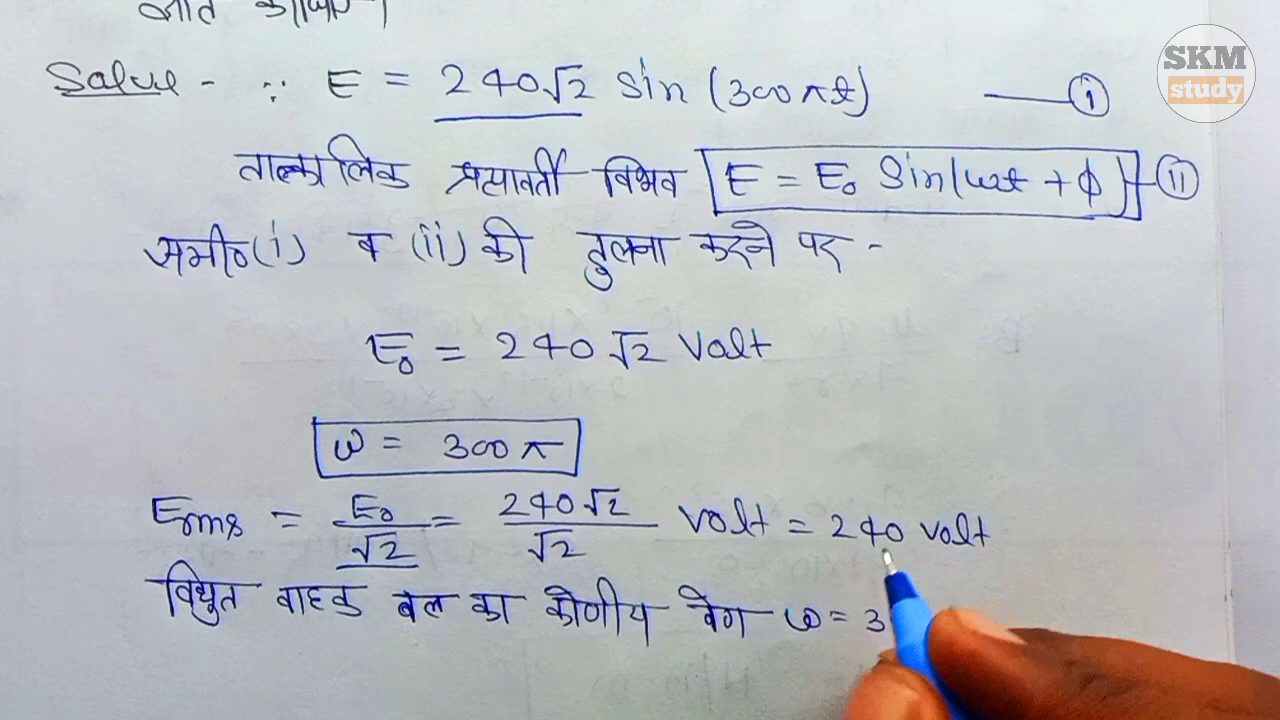 ज्ञात कीजिए।
SKM
study
Solve - ∵ E = 240√2 sin (300πt) — (i)
तात्कालिक प्रत्यावर्ती विभव E = E₀ Sin(ωt + ϕ) — (ii)
समी०(i) व (ii) की तुलना करने पर -
E₀ = 240√2 Volt
ω = 300π
Erms = E₀/√2 = 240√2/√2 volt = 240 volt
विधुत वाहक बल का कोणीय वेग ω = 3